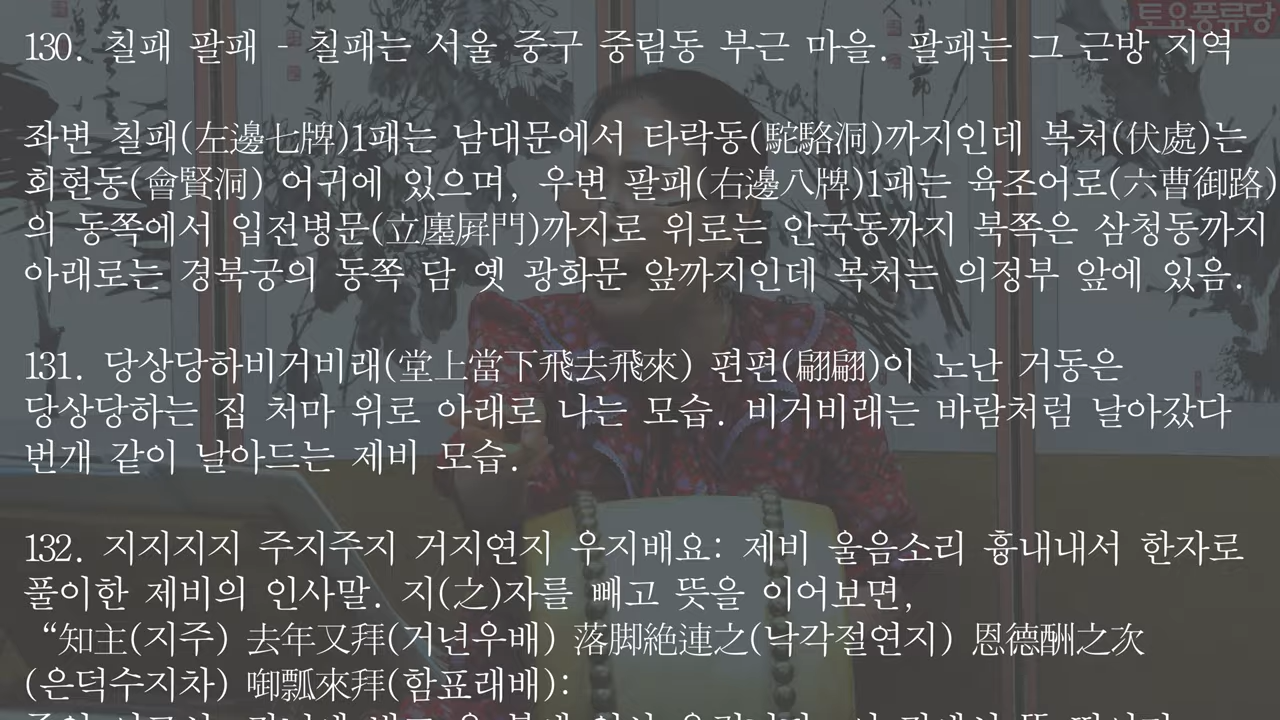 토요풍류당
130. 칠패 팔패 - 칠패는 서울 중구 중림동 부근 마을. 팔패는 그 근방 지역
좌변 칠패(左邊七牌)1패는 남대문에서 타락동(駝駱洞)까지인데 복처(伏處)는
회현동(會賢洞) 어귀에 있으며, 우변 팔패(右邊八牌)1패는 육조어로(六曹御路)
의 동쪽에서 입전병문(立廛屛門)까지로 위로는 안국동까지 북쪽은 삼청동까지
아래로는 경복궁의 동쪽 담 옛 광화문 앞까지인데 복처는 의정부 앞에 있음.
131. 당상당하비거비래(堂上當下飛去飛來) 편편(翩翩)이 노난 거동은
당상당하는 집 처마 위로 아래로 나는 모습. 비거비래는 바람처럼 날아갔다
번개 같이 날아드는 제비 모습.
132. 지지지지 주지주지 거지연지 우지배요: 제비 울음소리 흉내내서 한자로
풀이한 제비의 인사말. 지(之)자를 빼고 뜻을 이어보면,
“知主(지주) 去年又拜(거년우배) 落脚絶連之(낙각절연지) 恩德酬之次
(은덕수지차) 啣瓢來拜(함표래배):